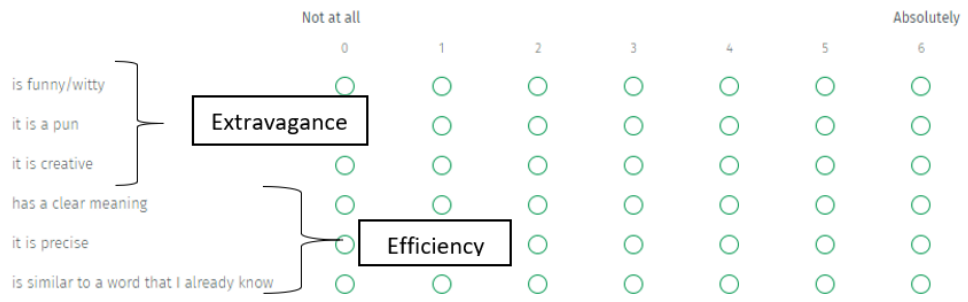 Not at all Absolutely
0 1 2 3 4 5 6
is funny/witty
it is a pun
Extravagance
it is creative
has a clear meaning
it is precise
Efficiency
is similar to a word that I already know